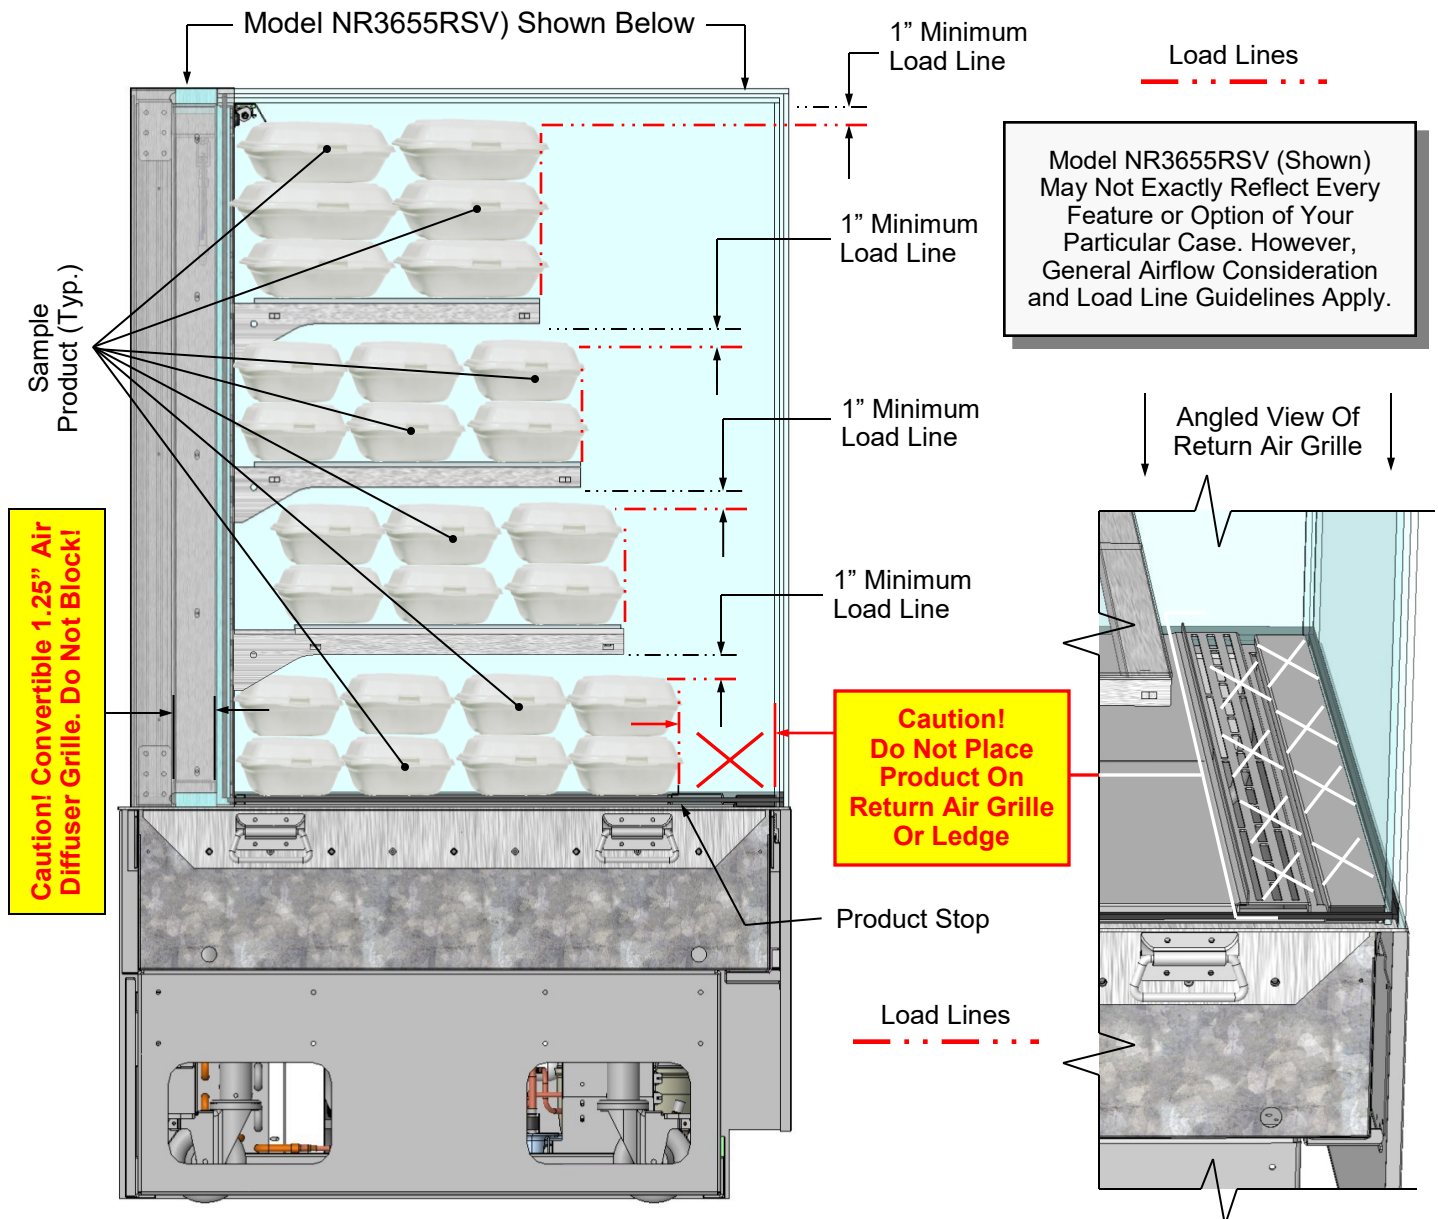 Model NR3655RSV) Shown Below
1” Minimum
Load Line
Load Lines
Model NR3655RSV (Shown)
May Not Exactly Reflect Every
Feature or Option of Your
Particular Case. However,
General Airflow Consideration
and Load Line Guidelines Apply.
1” Minimum
Load Line
Sample
Product (Typ.)
1” Minimum
Load Line
Angled View Of
Return Air Grille
Caution! Convertible 1.25” Air
Diffuser Grille. Do Not Block!
1” Minimum
Load Line
Caution!
Do Not Place
Product On
Return Air Grille
Or Ledge
Product Stop
Load Lines